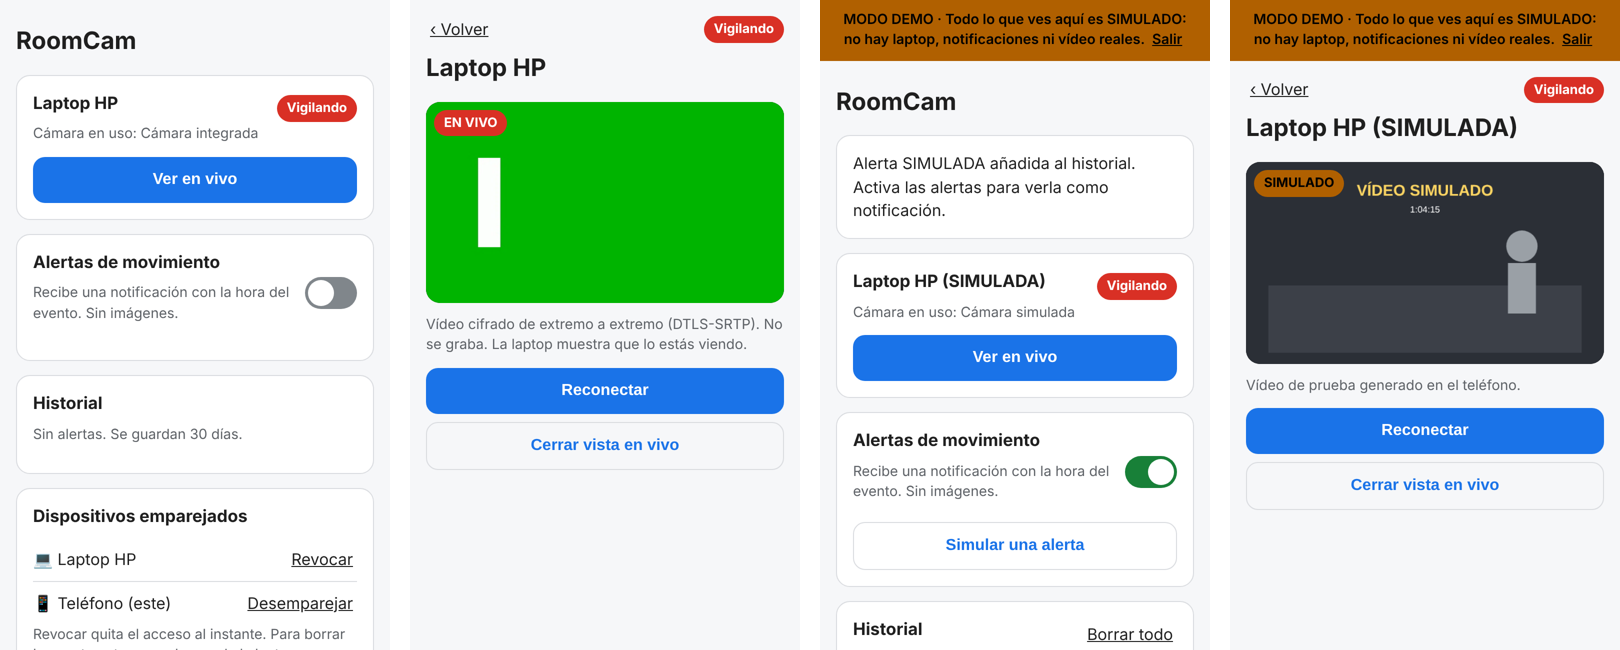 RoomCam
Laptop HP
Vigilando
Cámara en uso: Cámara integrada
Ver en vivo
Alertas de movimiento
Recibe una notificación con la hora del
evento. Sin imágenes.
Historial
Sin alertas. Se guardan 30 días.
Dispositivos emparejados
Laptop HP
Revocar
Teléfono (este)
Desemparejar
Revocar quita el acceso al instante. Para borrar
‹ Volver
Vigilando
Laptop HP
EN VIVO
Vídeo cifrado de extremo a extremo (DTLS-SRTP). No
se graba. La laptop muestra que lo estás viendo.
Reconectar
Cerrar vista en vivo
MODO DEMO · Todo lo que ves aquí es SIMULADO:
no hay laptop, notificaciones ni vídeo reales. Salir
RoomCam
Alerta SIMULADA añadida al historial.
Activa las alertas para verla como
notificación.
Laptop HP (SIMULADA)
Vigilando
Cámara en uso: Cámara simulada
Ver en vivo
Alertas de movimiento
Recibe una notificación con la hora del
evento. Sin imágenes.
Simular una alerta
Historial
Borrar todo
MODO DEMO · Todo lo que ves aquí es SIMULADO:
no hay laptop, notificaciones ni vídeo reales. Salir
‹ Volver
Vigilando
Laptop HP (SIMULADA)
SIMULADO
VÍDEO SIMULADO
1:04:15
Vídeo de prueba generado en el teléfono.
Reconectar
Cerrar vista en vivo